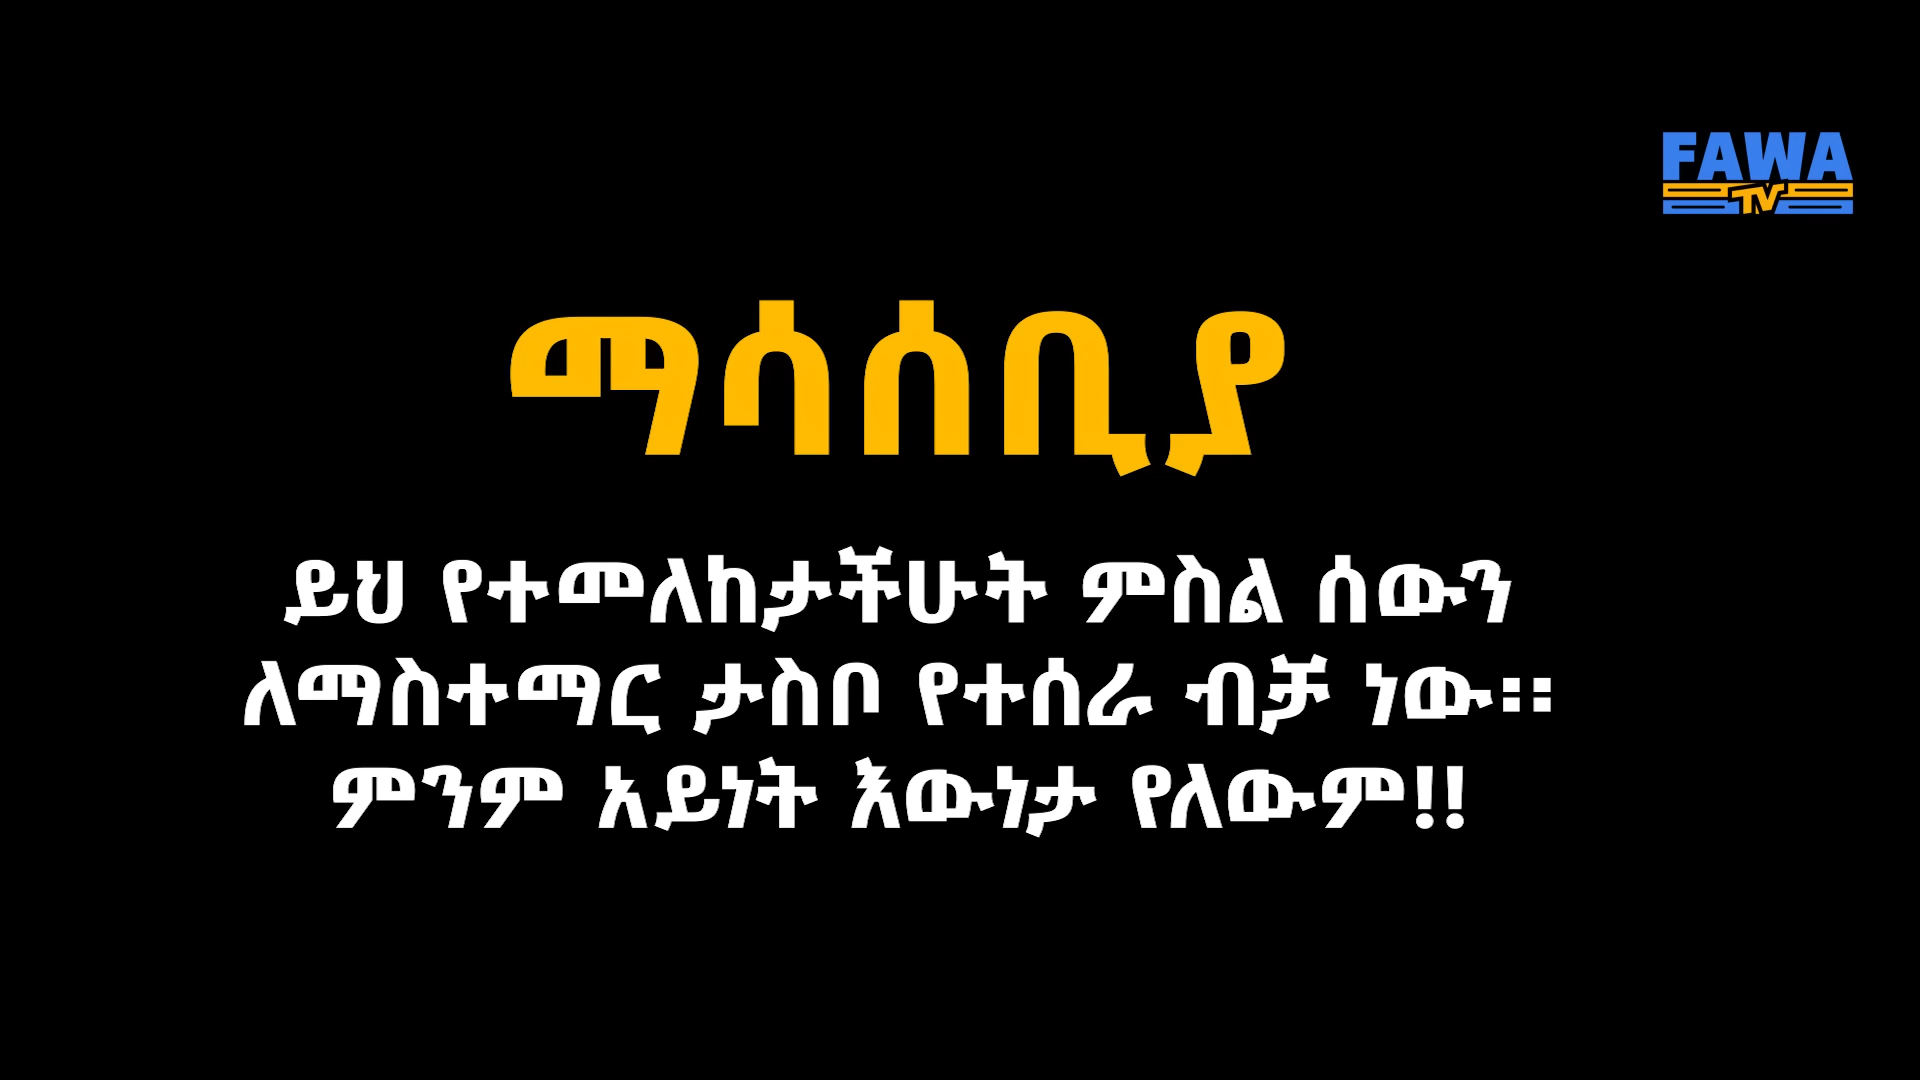 FAWA
TV
ማሳሰቢያ
ይህ የተመለከታችሁት ምስል ሰውን
ለማስተማር ታስቦ የተሰራ ብቻ ነው።፡
ምንም አይነት እውነታ የለውም!!